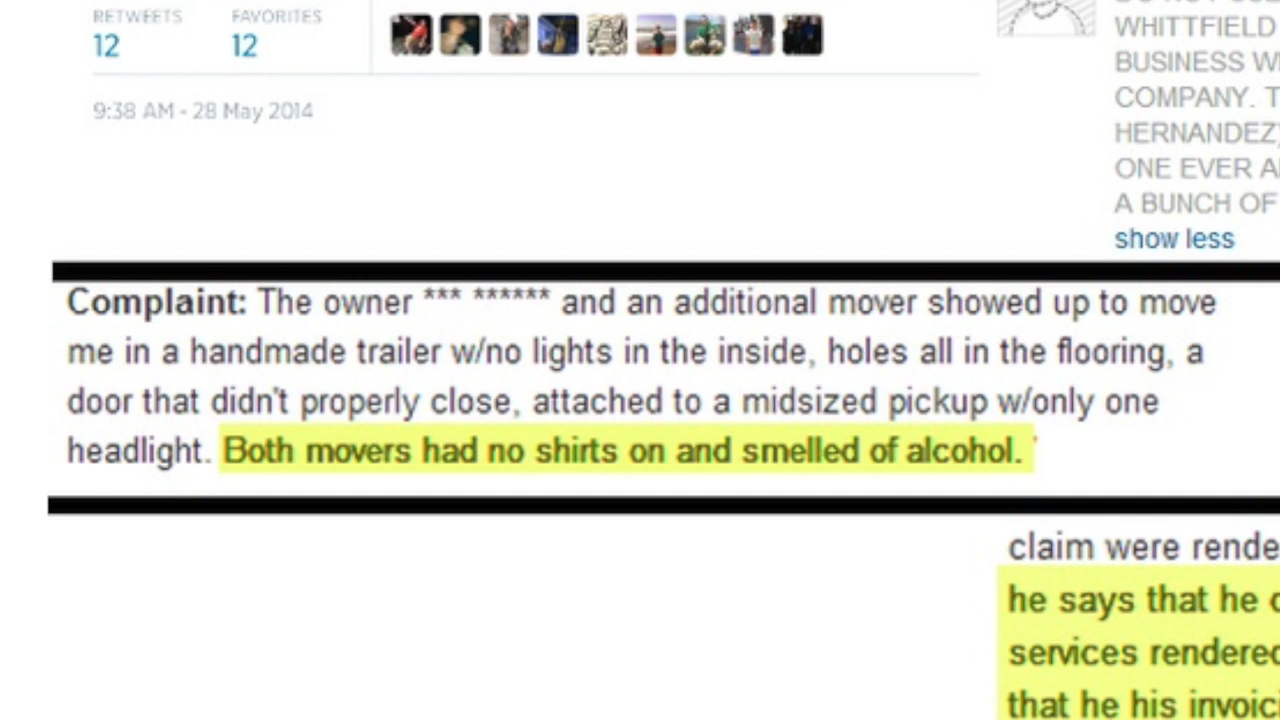 RETWEETS FAVORITES
12 12
9:38 AM - 28 May 2014
WHITTFIELD
BUSINESS
COMPANY.
HERNANDEZ)
ONE EVER
A BUNCH OF
show less
Complaint: The owner *** ****** and an additional mover showed up to move
me in a handmade trailer w/no lights in the inside, holes all in the flooring, a
door that didn't properly close, attached to a midsized pickup w/only one
headlight. Both movers had no shirts on and smelled of alcohol.
claim were
he says that he
services rendered
that he his